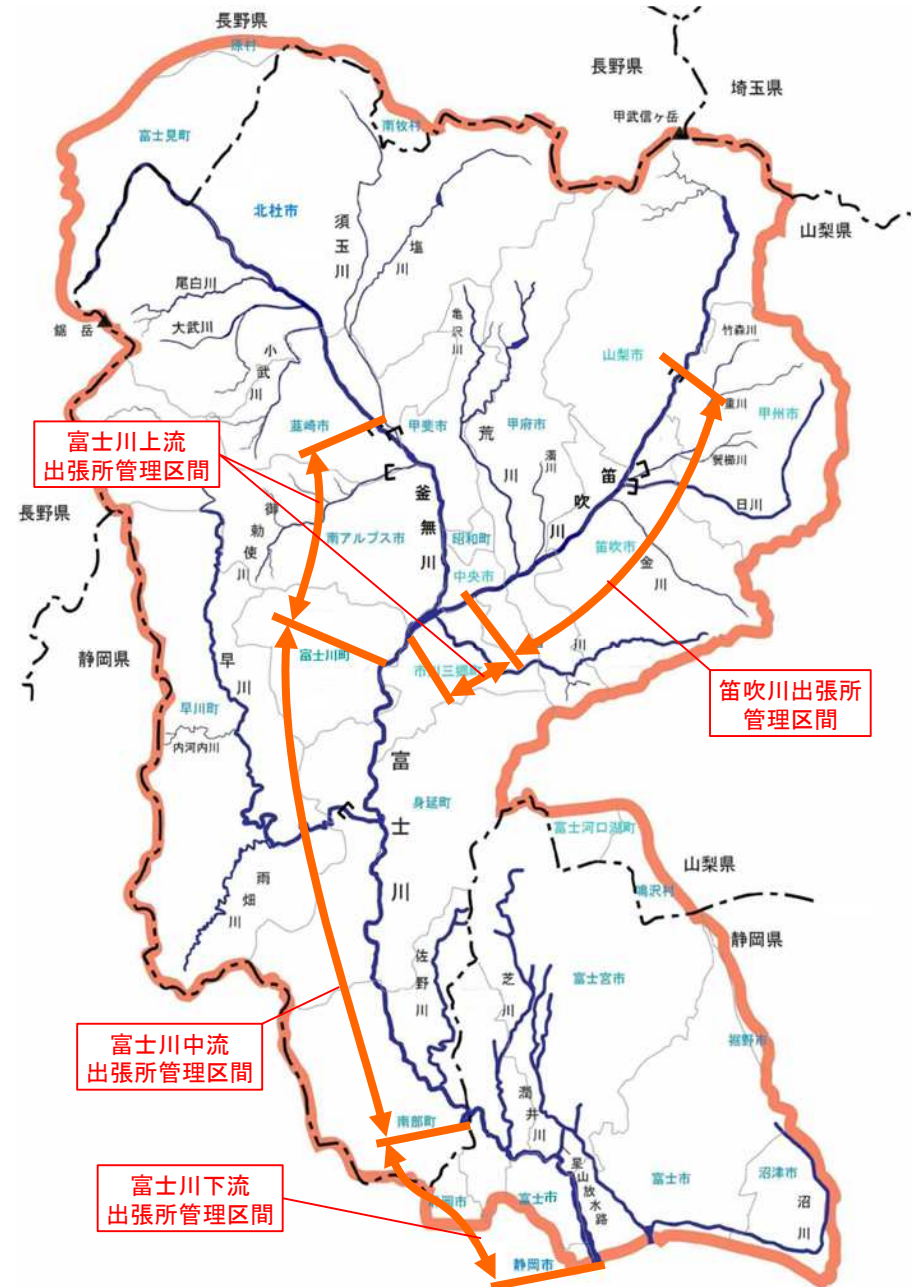 長野県
原村
長野県
埼玉県
甲武信ヶ岳
南牧村
富士見町
北杜市
山梨県
須玉川
塩川
尾白川
大武川
鋸岳
小武川
亀沢川
竹森川
山梨市
重川
甲州市
韮崎市
甲斐市
荒川
甲府市
濁川
笛吹川
鬢櫛川
日川
富士川上流
出張所管理区間
長野県
御勅使川
釜無川
南アルプス市
昭和町
中央市
笛吹市
金川
静岡県
早川
富士川町
市川三郷町
川
笛吹川出張所
管理区間
早川町
内河内川
富士川
身延町
富士河口湖町
山梨県
鳴沢村
静岡県
雨畑川
佐野川
芝川
富士宮市
裾野市
富士川中流
出張所管理区間
南部町
潤井川
星山放水路
富士市
沼津市
沼川
富士川下流
出張所管理区間
静岡市
富士市
静岡市